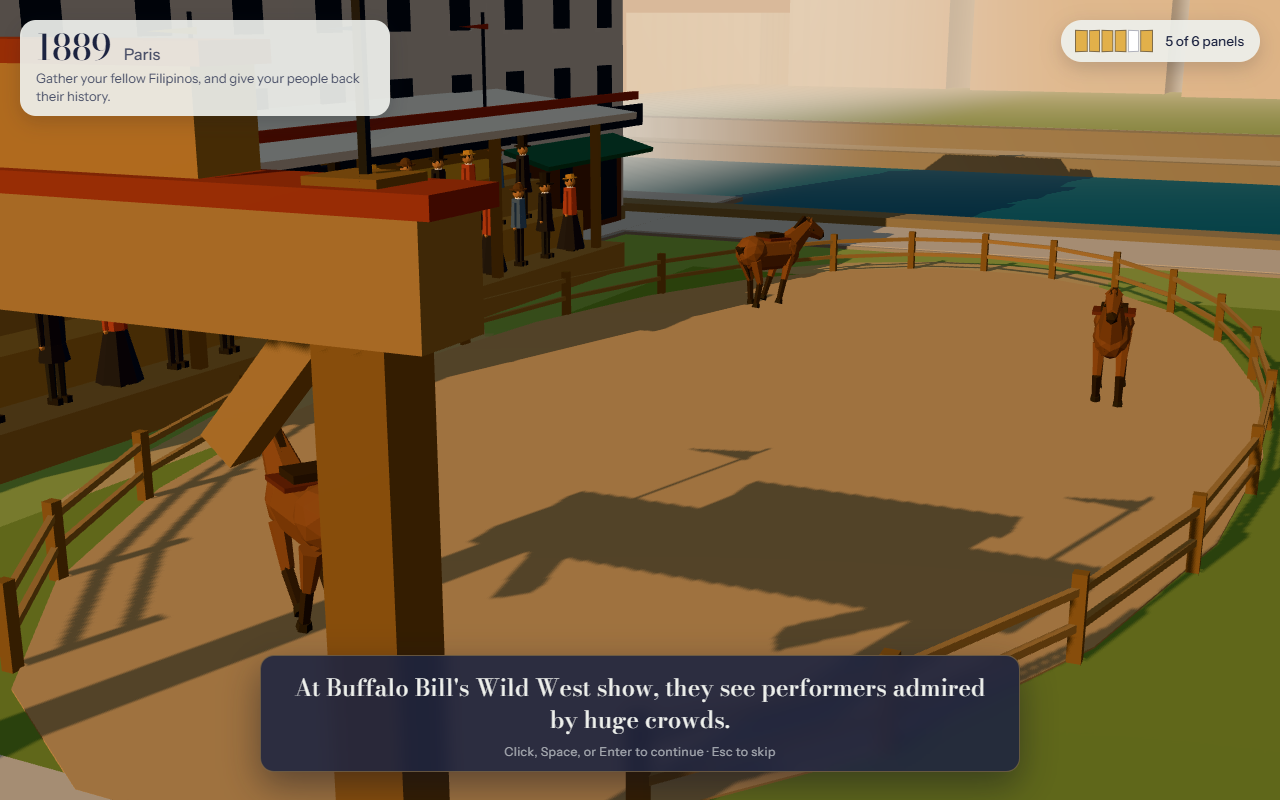 1889 Paris
Gather your fellow Filipinos, and give your people back
their history.
5 of 6 panels
At Buffalo Bill's Wild West show, they see performers admired
by huge crowds.
Click, Space, or Enter to continue · Esc to skip